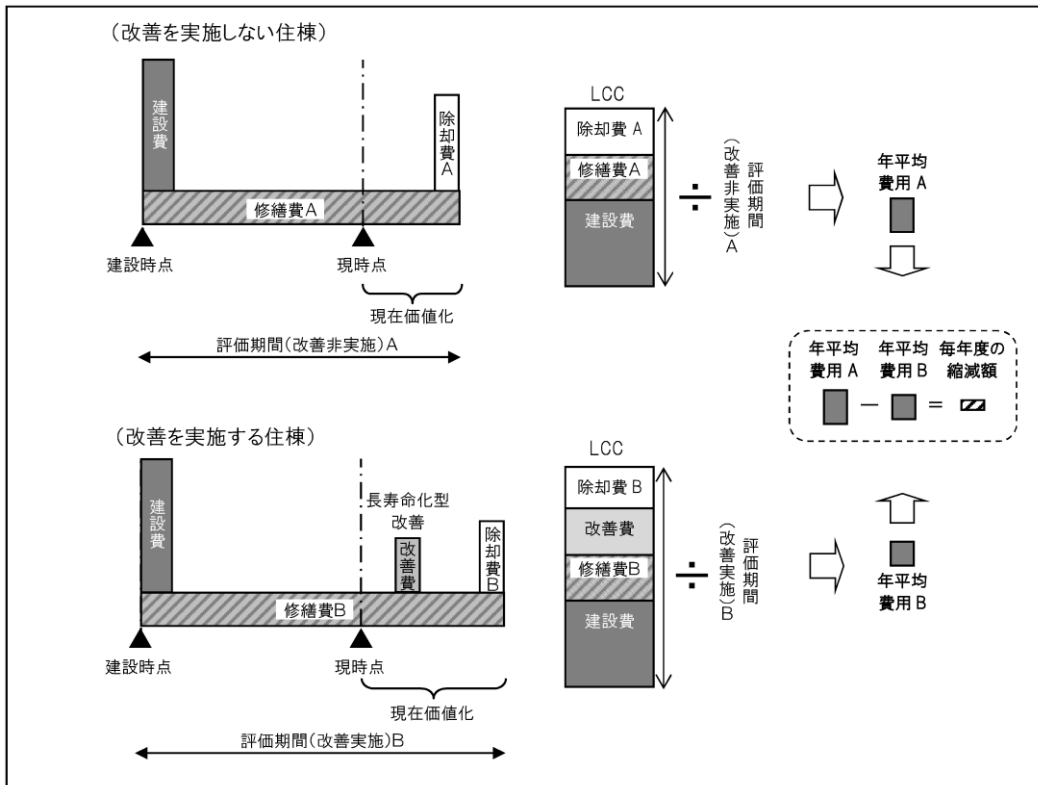 （改善を実施しない住棟）
建設費
除却費A
修繕費A
建設時点
現時点
現在価値化
評価期間（改善非実施）A
LCC
除却費 A
修繕費A
建設費
÷
評価期間
（改善非実施）A
年平均
費用 A
年平均
費用 A
年平均
費用 B
毎年度の
縮減額
－
＝
（改善を実施する住棟）
建設費
長寿命化型
改善
改善費
除却費B
修繕費B
建設時点
現時点
現在価値化
評価期間（改善実施）B
LCC
除却費 B
改善費
修繕費B
建設費
÷
評価期間
（改善実施）B
年平均
費用 B